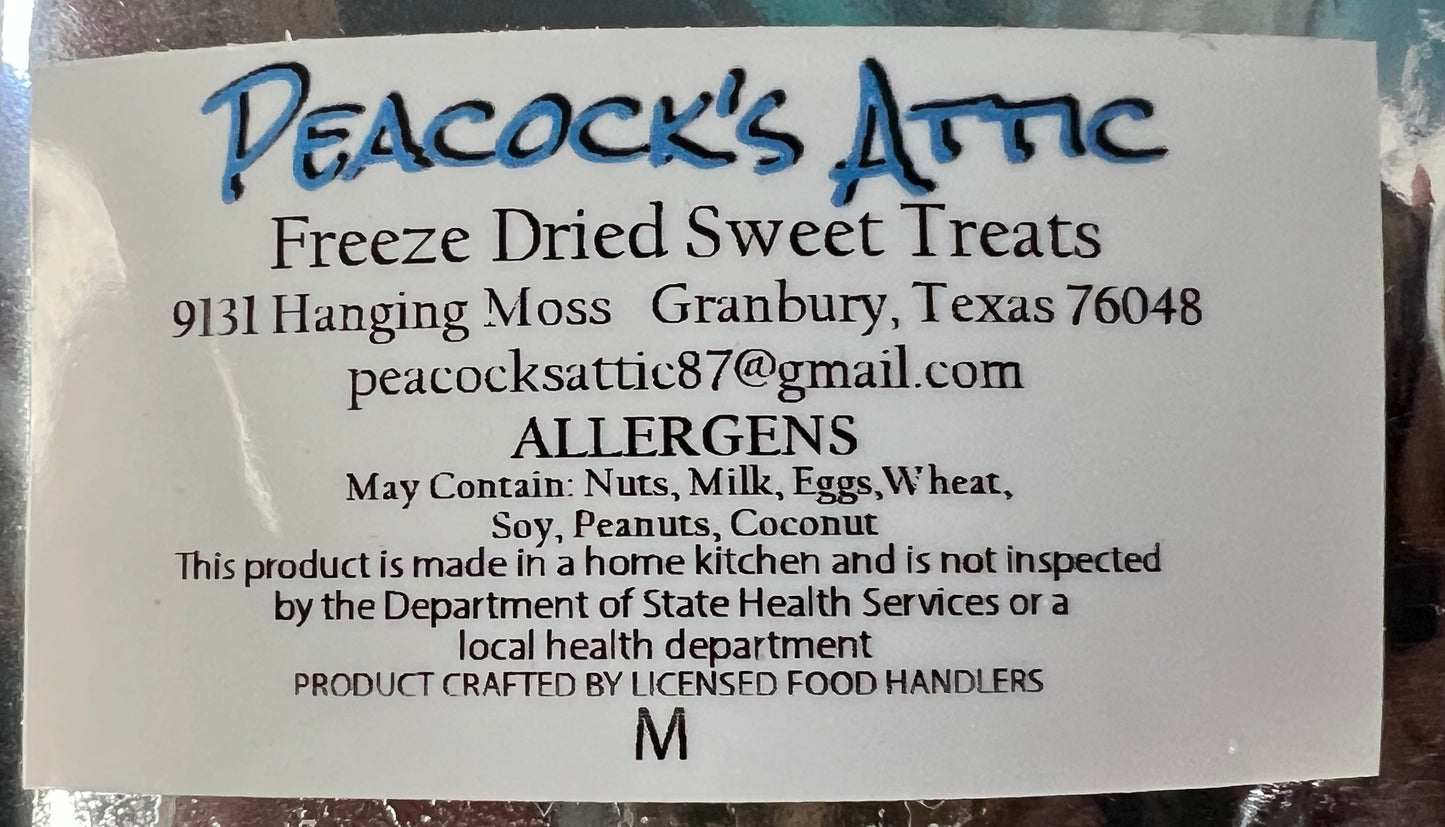 PEACOCK'S ATTIC
Freeze Dried Sweet Treats
9131 Hanging Moss Granbury, Texas 76048
peacocksattic87@gmail.com
ALLERGENS
May Contain: Nuts, Milk, Eggs,Wheat,
Soy, Peanuts, Coconut
This product is made in a home kitchen and is not inspected
by the Department of State Health Services or a
local health department
PRODUCT CRAFTED BY LICENSED FOOD HANDLERS
M